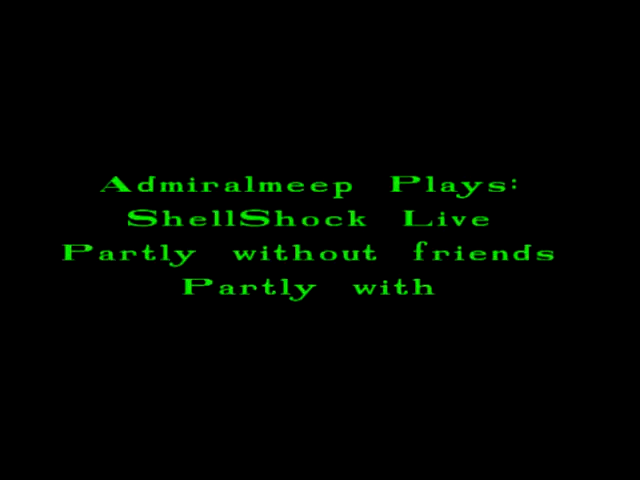 Admiralmeep Plays:
ShellShock Live
Partly without friends
Partly with